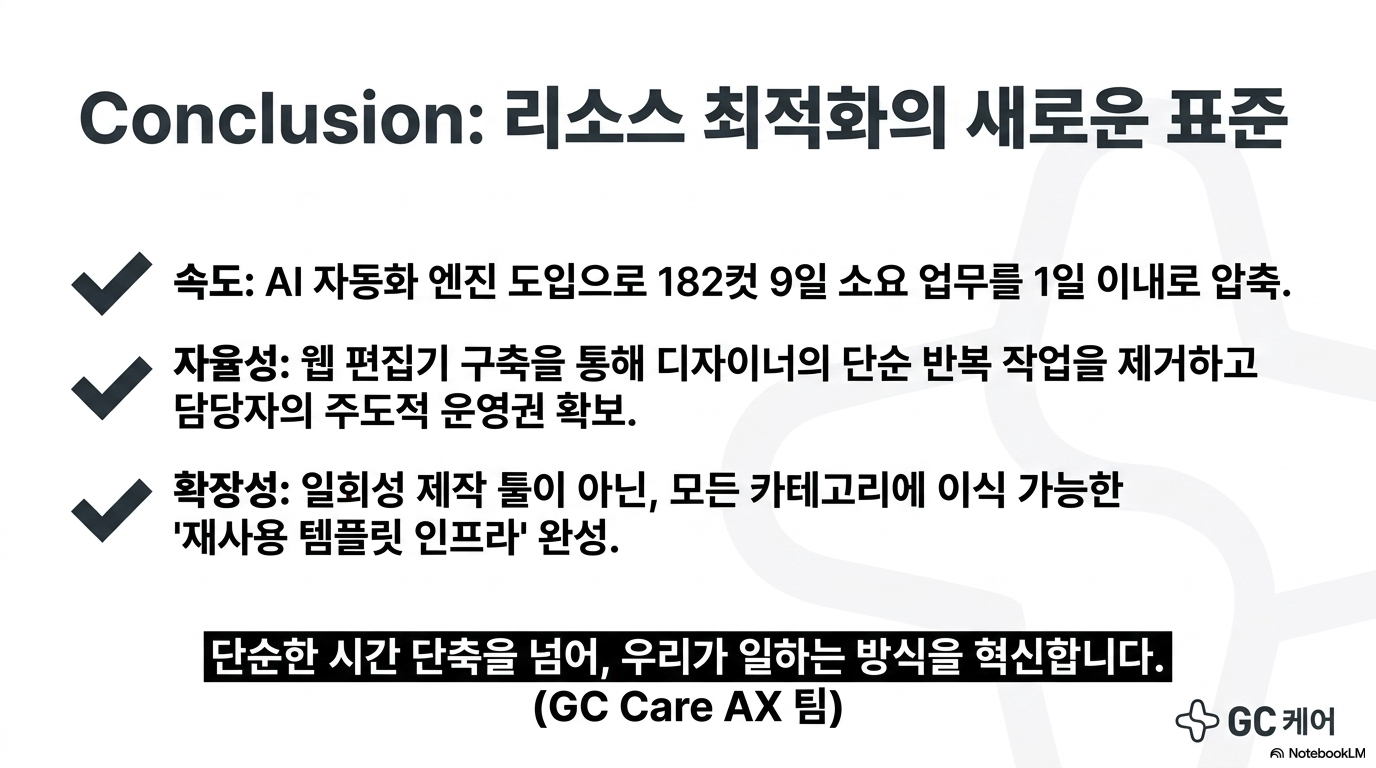 Conclusion: 리소스 최적화의 새로운 표준
속도: AI 자동화 엔진 도입으로 182컷 9일 소요 업무를 1일 이내로 압축.
자율성: 웹 편집기 구축을 통해 디자이너의 단순 반복 작업을 제거하고
담당자의 주도적 운영권 확보.
확장성: 일회성 제작 툴이 아닌, 모든 카테고리에 이식 가능한
'재사용 템플릿 인프라' 완성.
단순한 시간 단축을 넘어, 우리가 일하는 방식을 혁신합니다.
(GC Care AX 팀)
GC 케어
NotebookLM